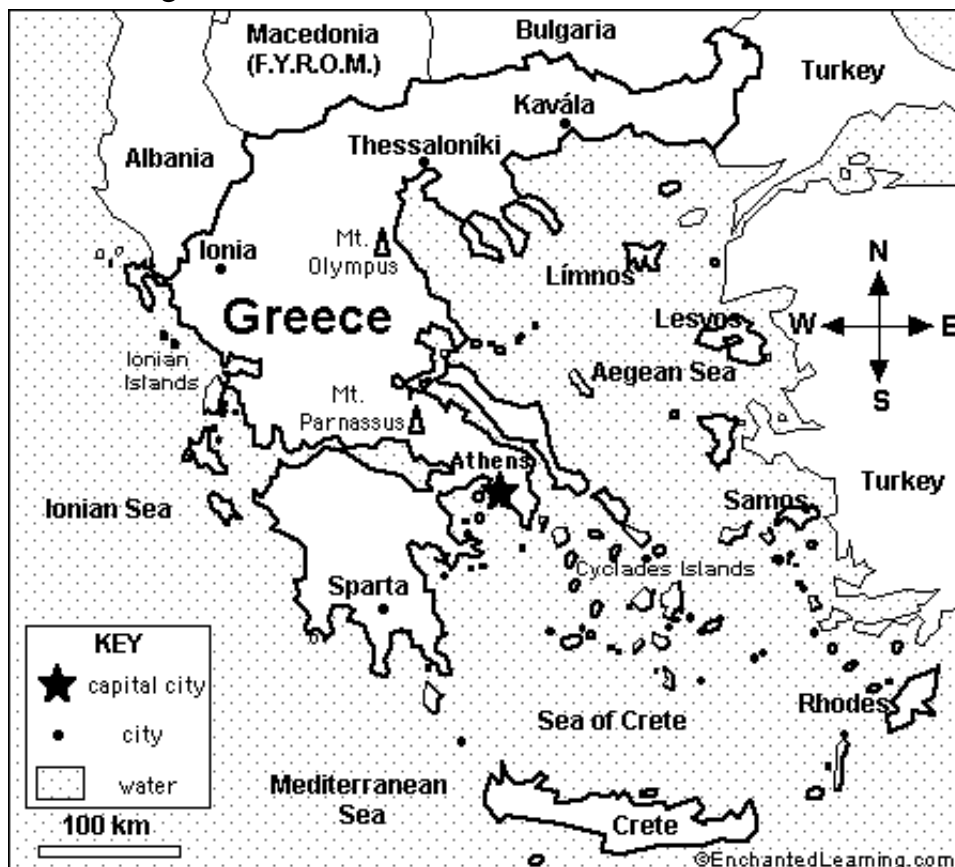 Macedonia
(F.Y.R.O.M.)
Bulgaria
Turkey
Kavála
Thessaloníki
Albania
Mt.
Olympus
Ionia
Límnos
N
W
E
S
Greece
Lesvos
Ionian
Islands
Aegean Sea
Mt.
Parnassus
Athens
Turkey
Ionian Sea
Samos
Cyclades Islands
Sparta
KEY
capital city
city
water
100 km
Rhodes
Sea of Crete
Mediterranean
Sea
Crete
©EnchantedLearning.com